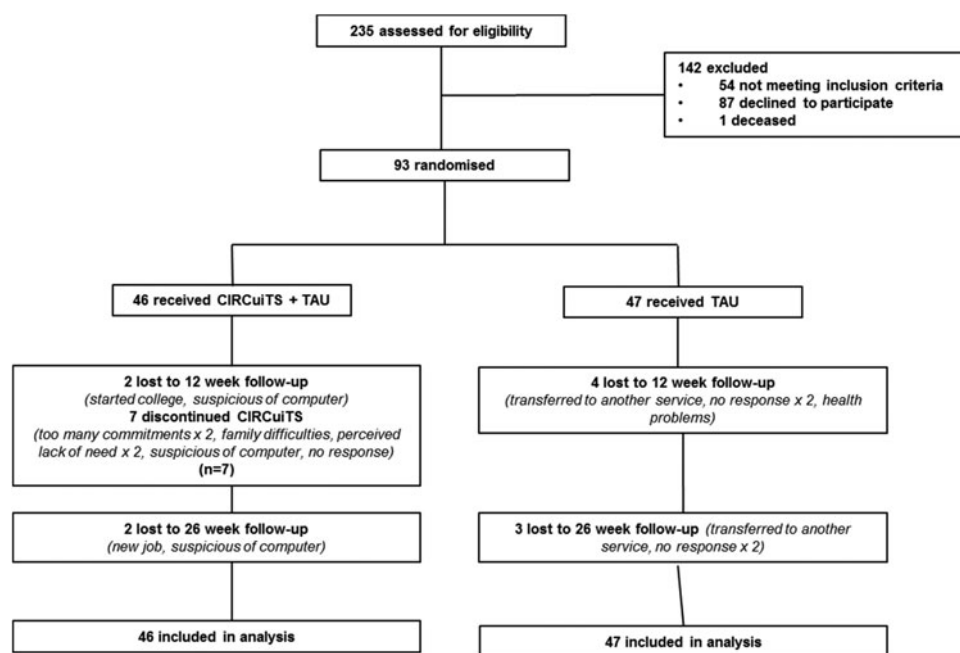 235 assessed for eligibility
142 excluded
• 54 not meeting inclusion criteria
• 87 declined to participate
• 1 deceased
93 randomised
46 received CIRCuiTS + TAU
47 received TAU
2 lost to 12 week follow-up
(started college, suspicious of computer)
7 discontinued CIRCuiTS
(too many commitments x 2, family difficulties, perceived
lack of need x 2, suspicious of computer, no response)
(n=7)
4 lost to 12 week follow-up
(transferred to another service, no response x 2, health
problems)
2 lost to 26 week follow-up
(new job, suspicious of computer)
3 lost to 26 week follow-up (transferred to another
service, no response x 2)
46 included in analysis
47 included in analysis